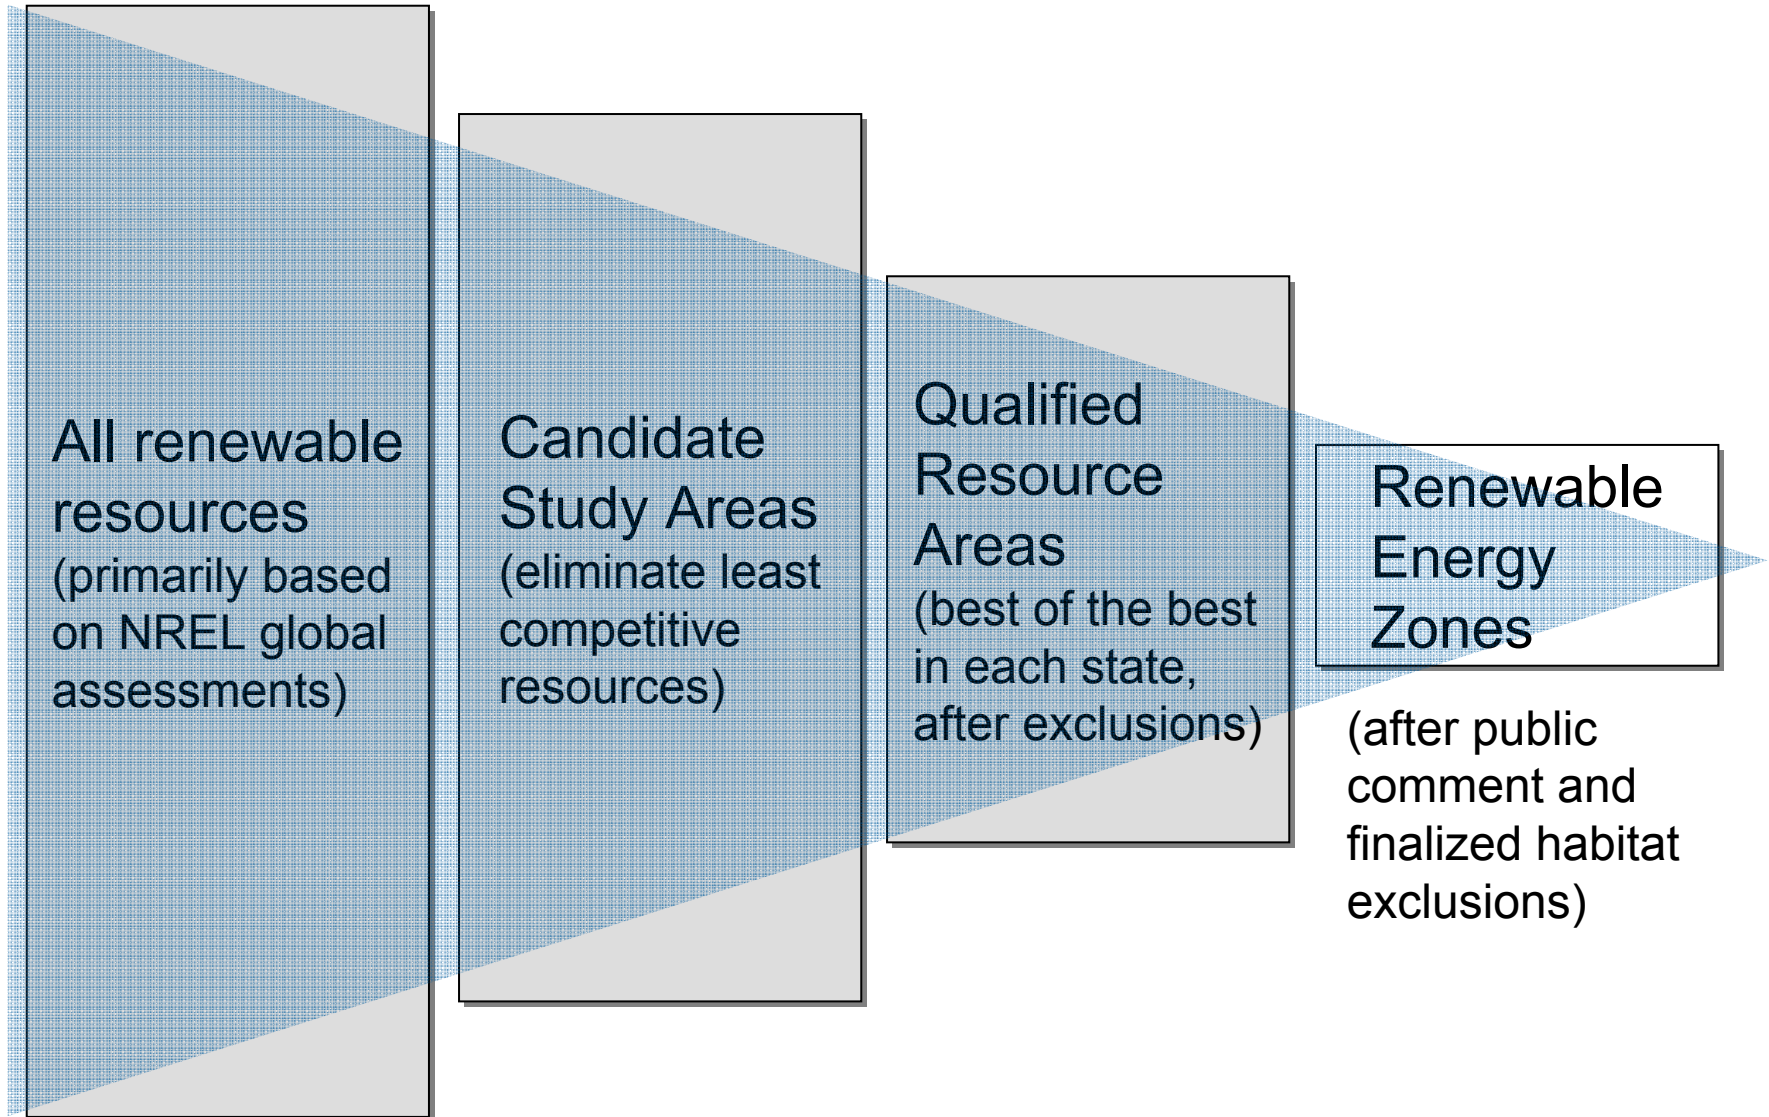 All renewable
resources
(primarily based
on NREL global
assessments)
Candidate
Study Areas
(eliminate least
competitive
resources)
Qualified
Resource
Areas
(best of the best
in each state,
after exclusions)
Renewable
Energy
Zones
(after public
comment and
finalized habitat
exclusions)